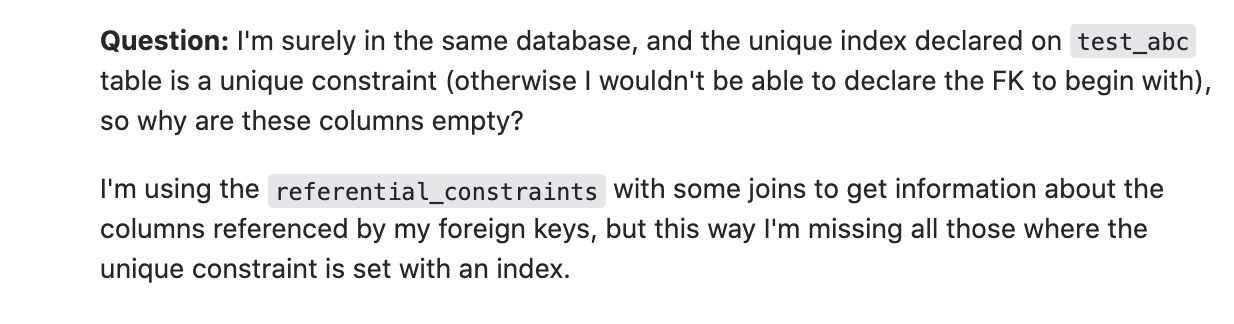 Question: I'm surely in the same database, and the unique index declared on test_abc
table is a unique constraint (otherwise I wouldn't be able to declare the FK to begin with),
so why are these columns empty?
I'm using the referential_constraints with some joins to get information about the
columns referenced by my foreign keys, but this way I'm missing all those where the
unique constraint is set with an index.